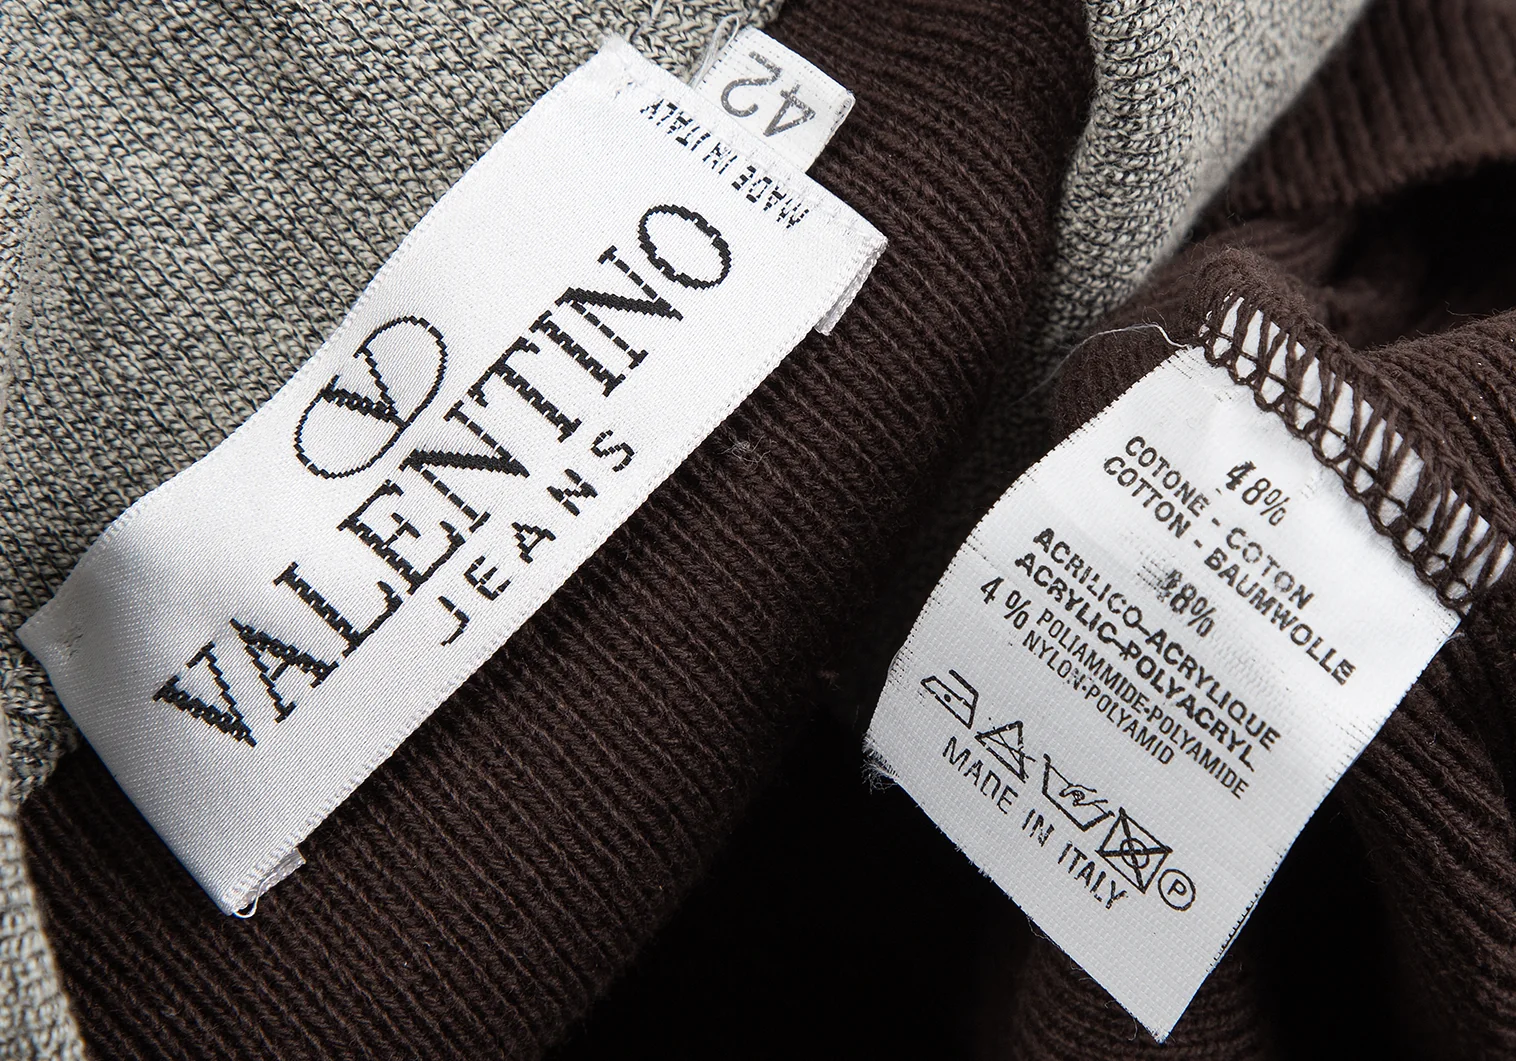 42
MADE IN ITALY
V
VALENTINO
JEANS
48%
COTONE - COTON
COTTON - BAUMWOLLE
48%
ACRILICO-ACRYLIQUE
ACRYLIC-POLYACRYL
4% POLIAMMIDE-POLYAMIDE
NYLON-POLYAMID
P
MADE IN ITALY